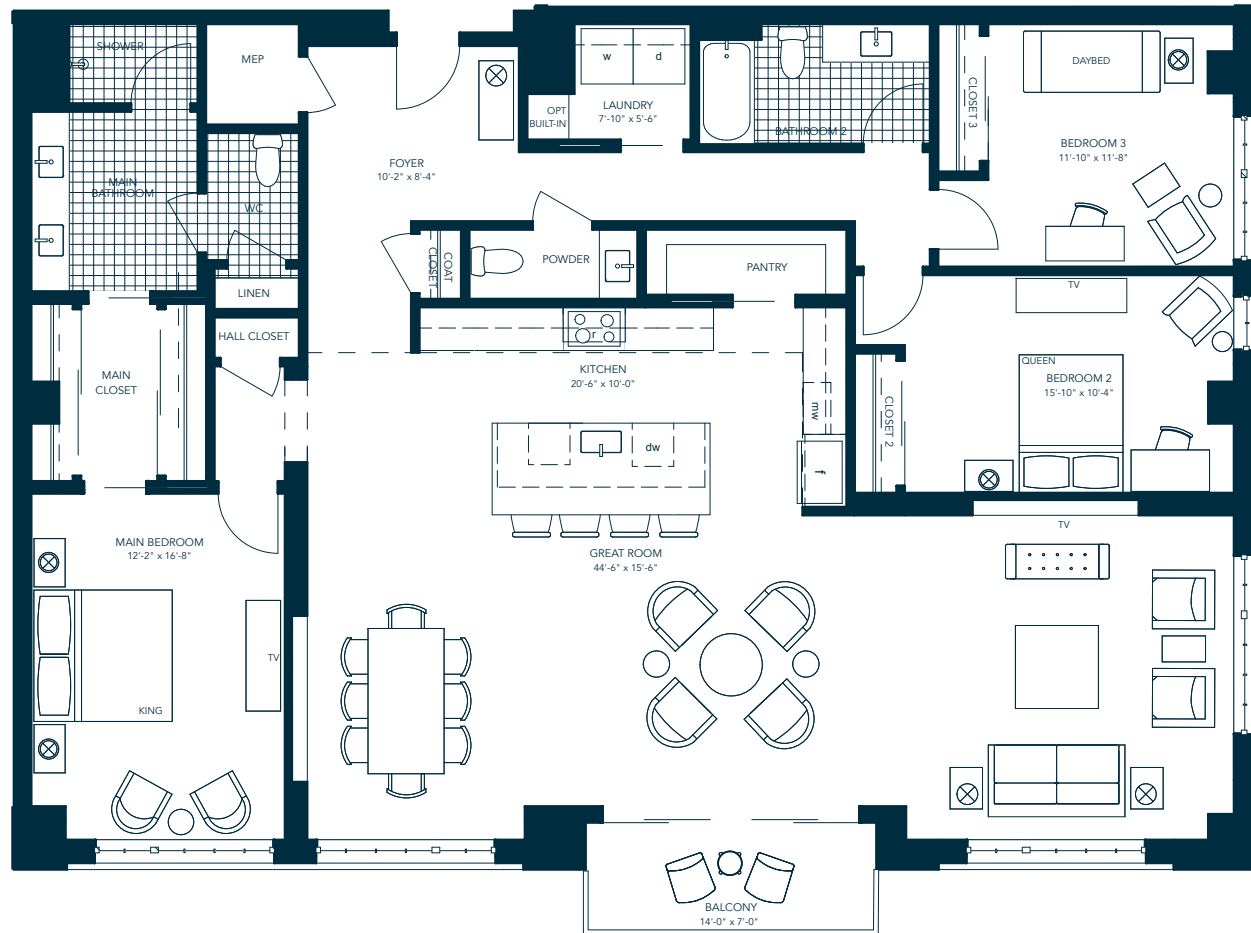 SHOWER
MEP
w
d
DAYBED
OPT
BUILT-IN
LAUNDRY
7'-10" x 5'-6"
CLOSET 3
BATHROOM 2
BEDROOM 3
11'-10" x 11'-8"
FOYER
10'-2" x 8'-4"
MAIN
BATHROOM
WC
COAT
CLOSET
POWDER
PANTRY
LINEN
TV
HALL CLOSET
r
KITCHEN
20'-6" x 10'-0"
QUEEN
BEDROOM 2
15'-10" x 10'-4"
MAIN
CLOSET
mw
CLOSET 2
dw
f
TV
MAIN BEDROOM
12'-2" x 16'-8"
GREAT ROOM
44'-6" x 15'-6"
TV
KING
BALCONY
14'-0" x 7'-0"